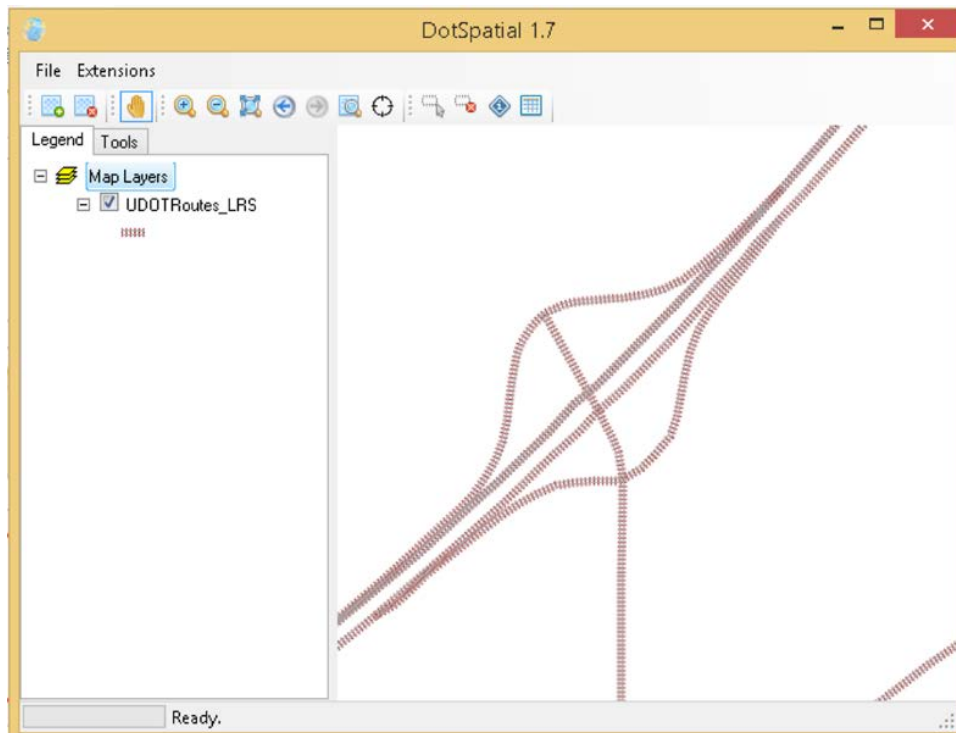 DotSpatial 1.7
File Extensions
Legend Tools
Map Layers
UDOTRoutes_LRS
Ready.